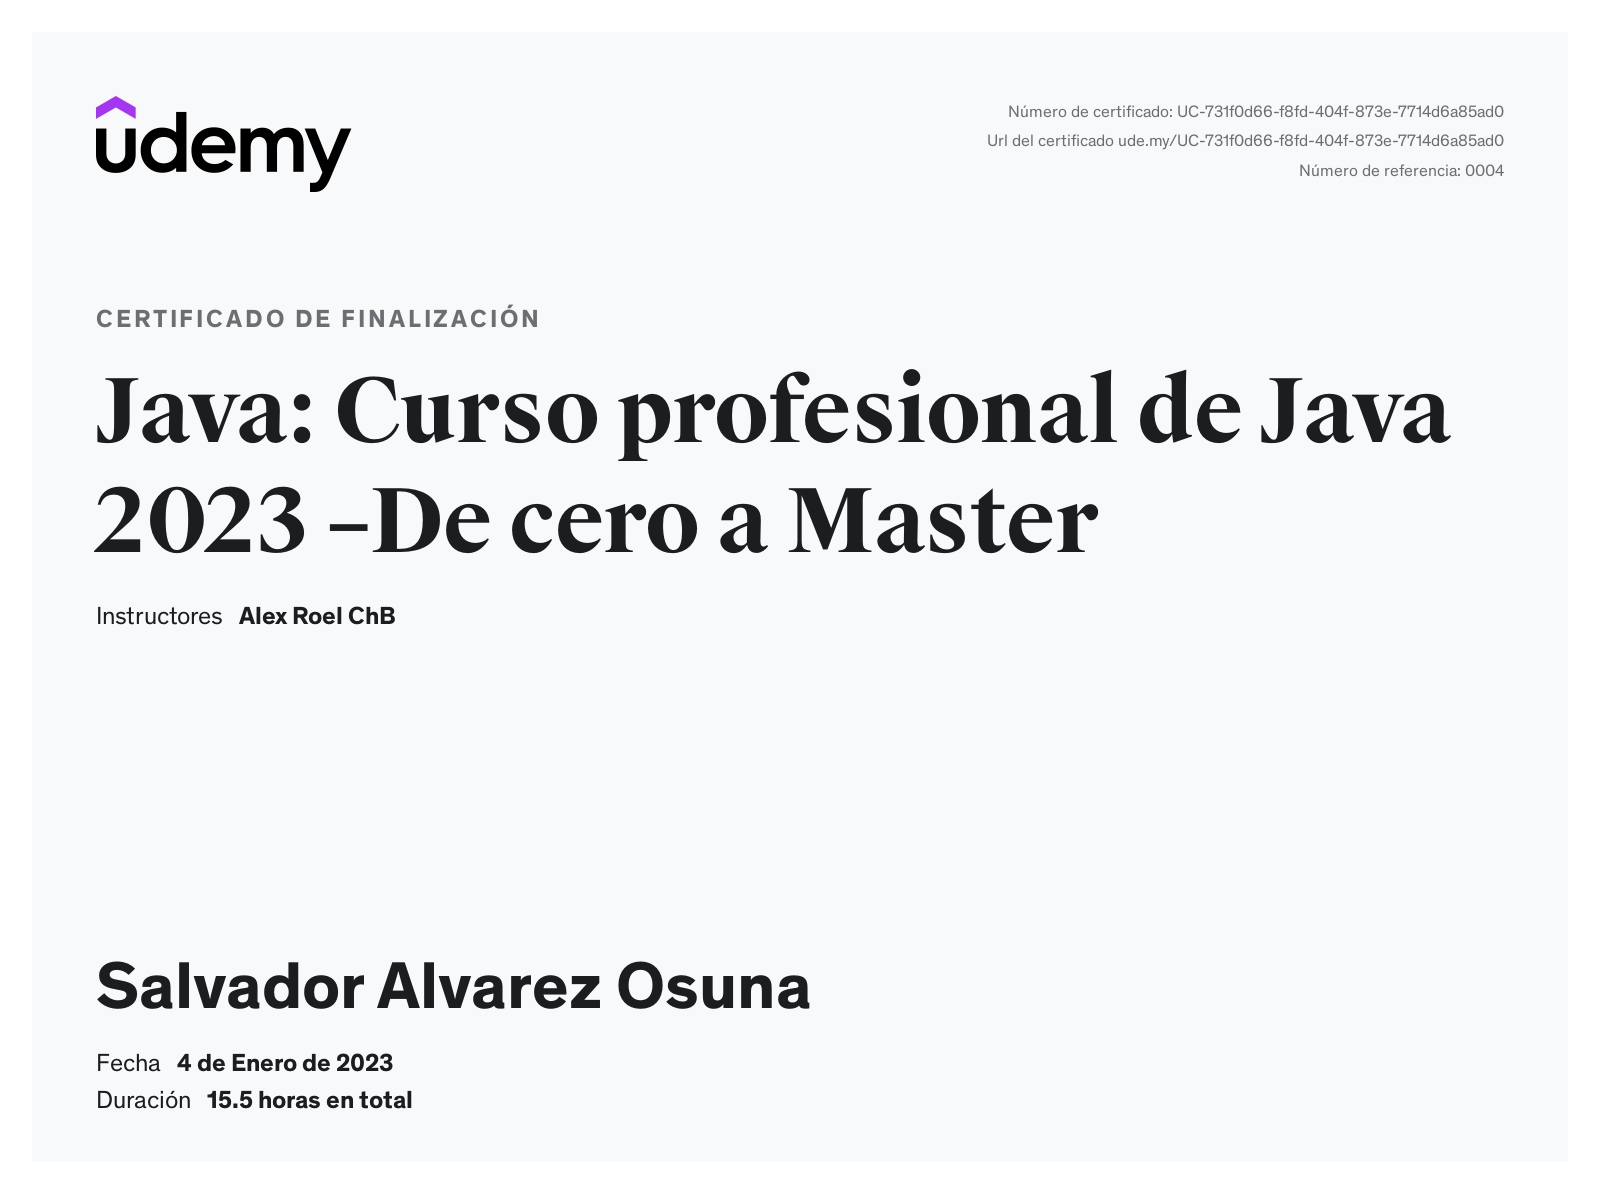 udemy
Número de certificado: UC-731f0d66-f8fd-404f-873e-7714d6a85ad0
Url del certificado ude.my/UC-731f0d66-f8fd-404f-873e-7714d6a85ad0
Número de referencia: 0004
CERTIFICADO DE FINALIZACIÓN
Java: Curso profesional de Java
2023 –De cero a Master
Instructores Alex Roel ChB
Salvador Alvarez Osuna
Fecha 4 de Enero de 2023
Duración 15.5 horas en total